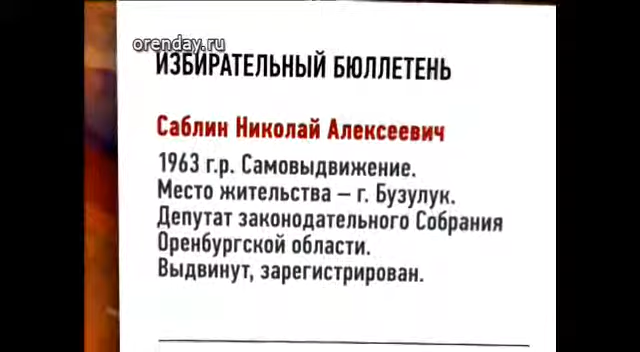 orenday.ru
ИЗБИРАТЕЛЬНЫЙ БЮЛЛЕТЕНЬ
Саблин Николай Алексеевич
1963 г.р. Самовыдвижение.
Место жительства – г. Бузулук.
Депутат законодательного Собрания
Оренбургской области.
Выдвинут, зарегистрирован.